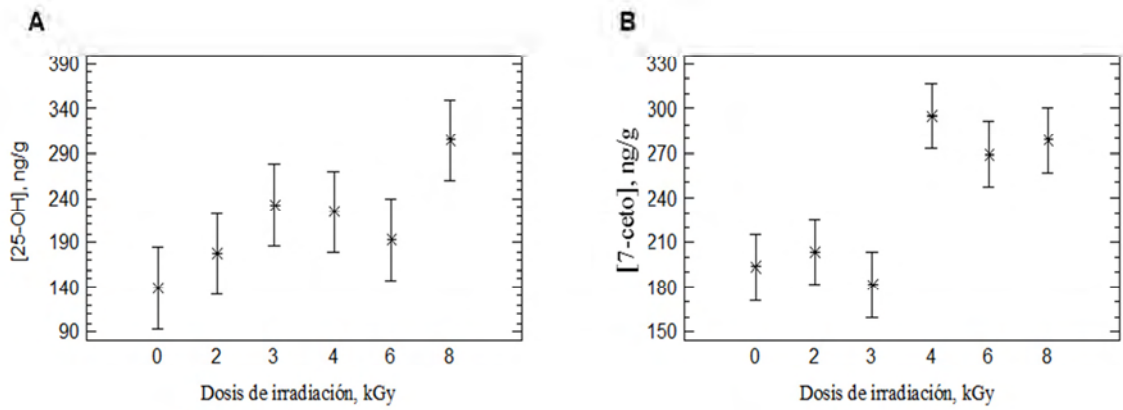 A
[25-OH], ng/g
390
340
290
240
190
140
90
0 2 3 4 6 8
Dosis de irradiación, kGy
B
[7-ceto], ng/g
330
300
270
240
210
180
150
0 2 3 4 6 8
Dosis de irradiación, kGy